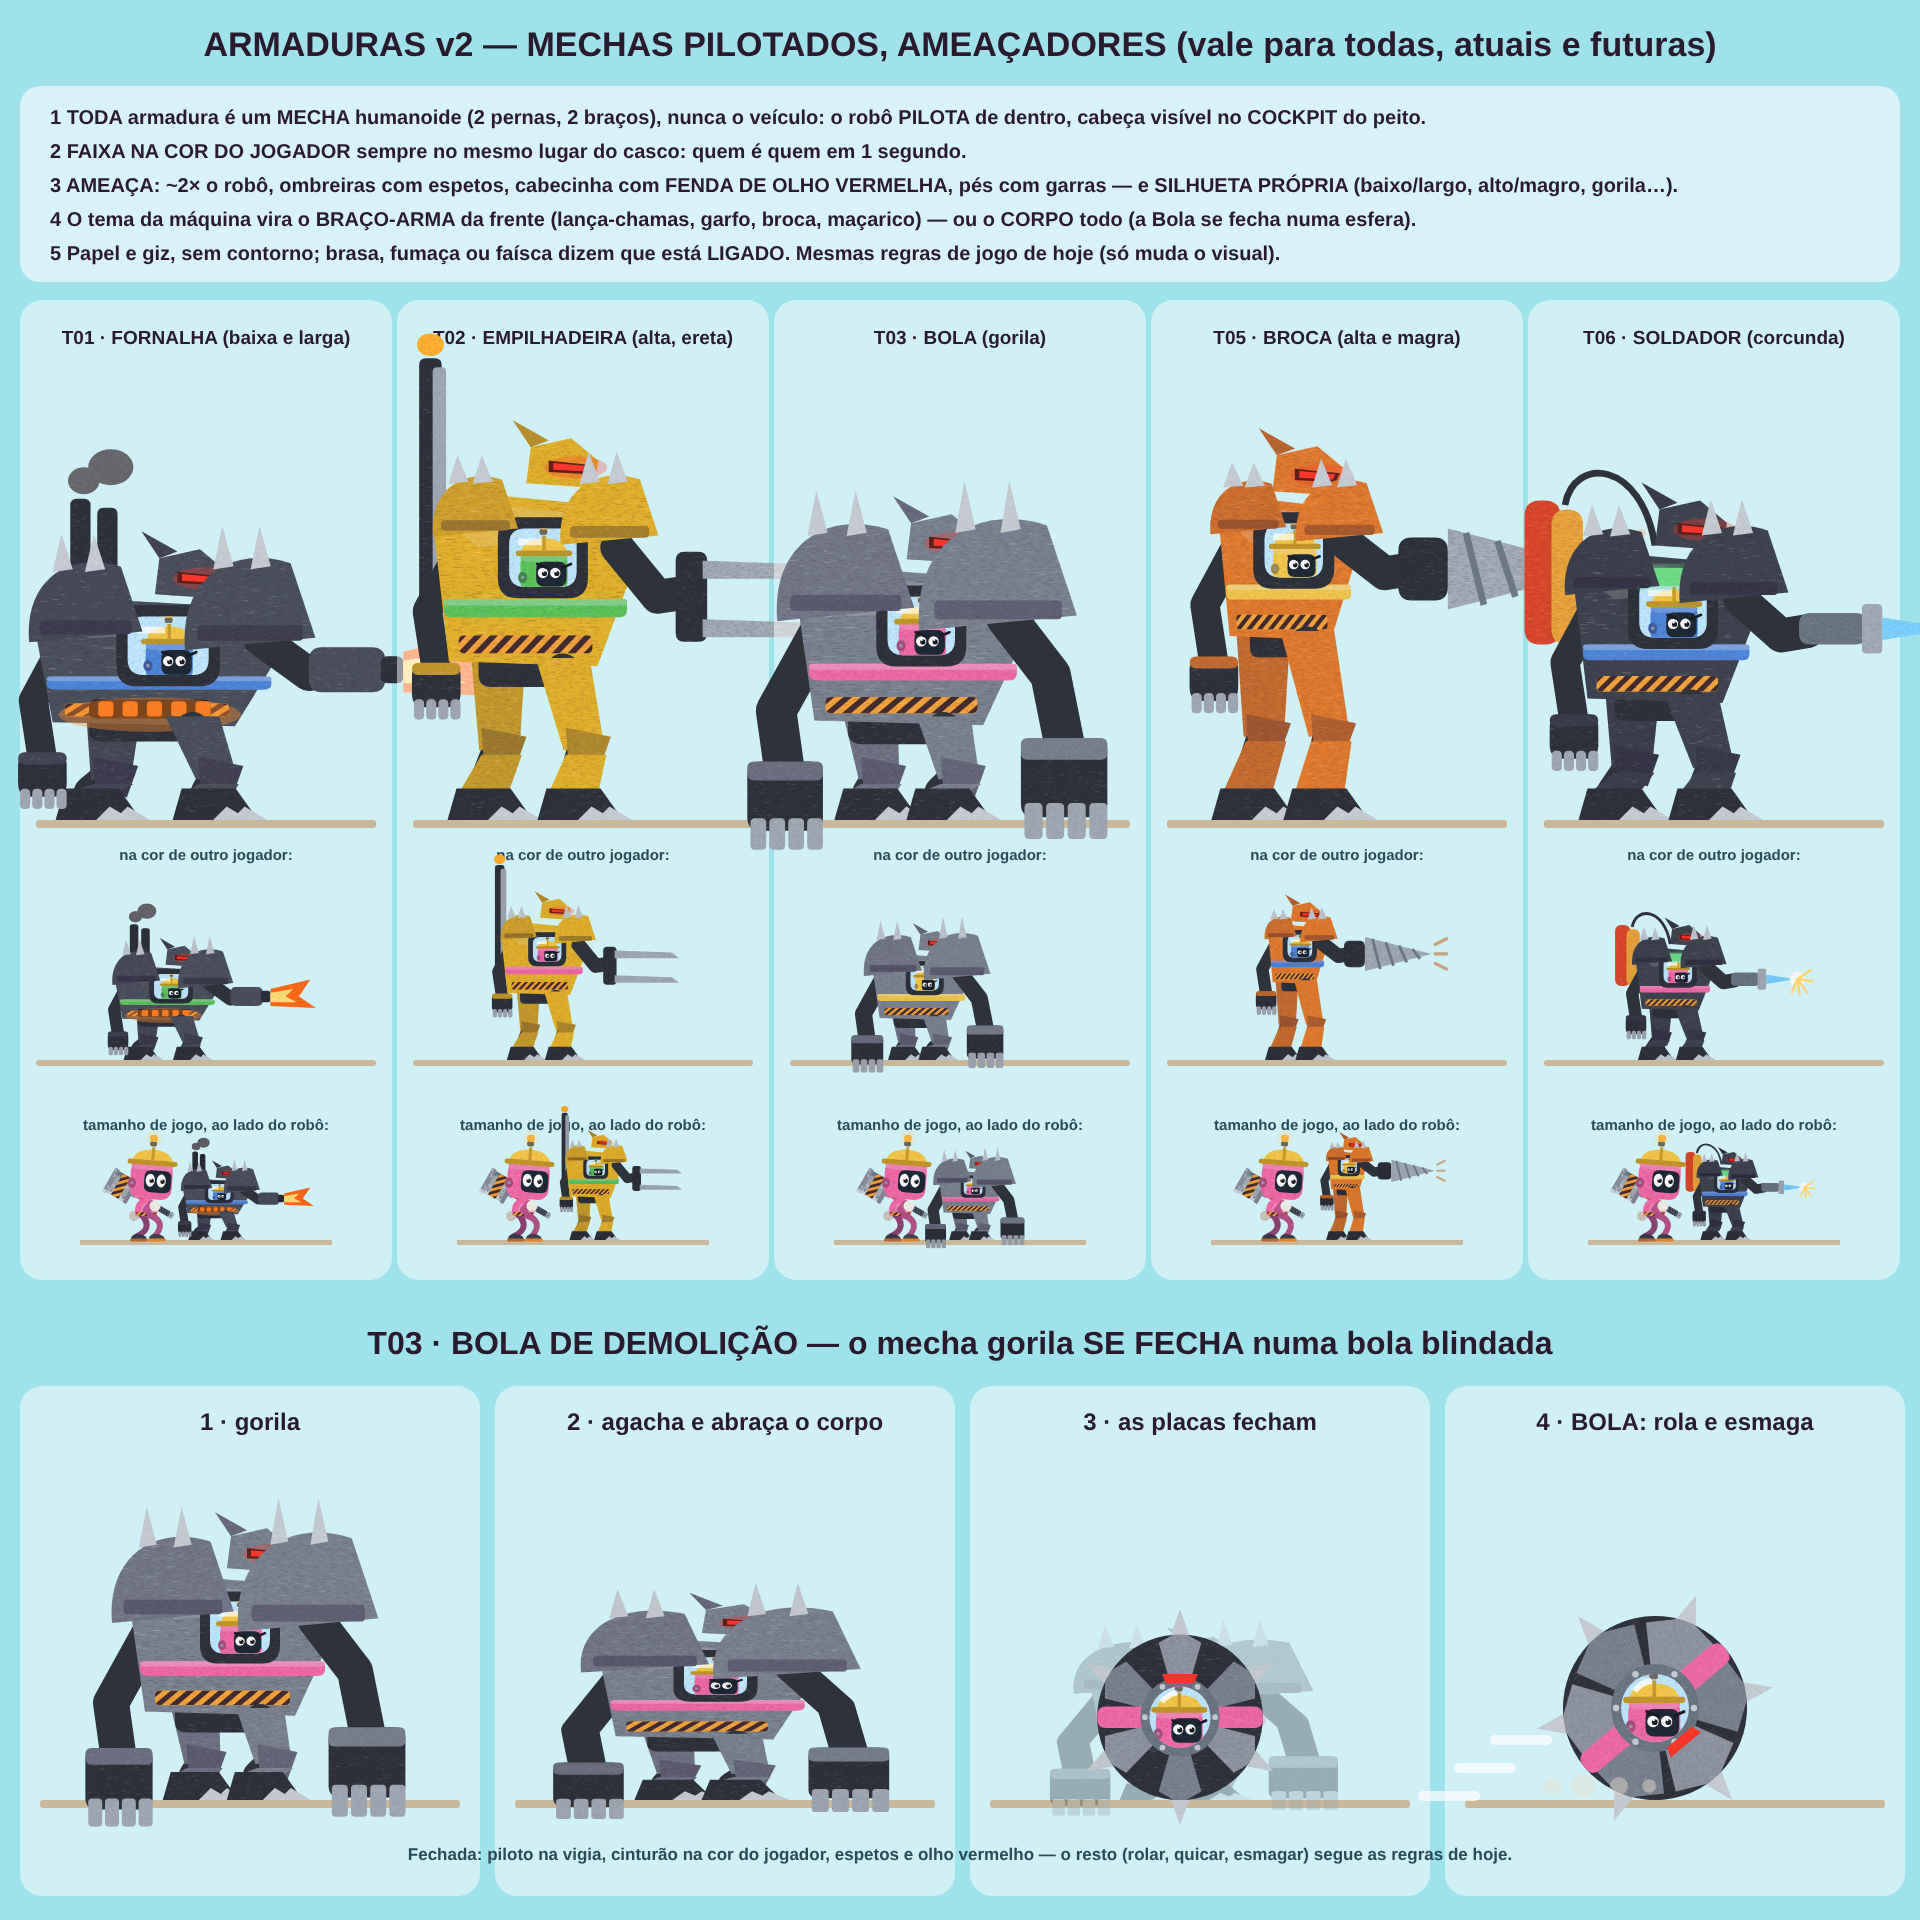 ARMADURAS v2 — MECHAS PILOTADOS, AMEAÇADORES (vale para todas, atuais e futuras)
1 TODA armadura é um MECHA humanoide (2 pernas, 2 braços), nunca o veículo: o robô PILOTA de dentro, cabeça visível no COCKPIT do peito.
2 FAIXA NA COR DO JOGADOR sempre no mesmo lugar do casco: quem é quem em 1 segundo.
3 AMEAÇA: ~2× o robô, ombreiras com espetos, cabecinha com FENDA DE OLHO VERMELHA, pés com garras — e SILHUETA PRÓPRIA (baixo/largo, alto/magro, gorila…).
4 O tema da máquina vira o BRAÇO-ARMA da frente (lança-chamas, garfo, broca, maçarico) — ou o CORPO todo (a Bola se fecha numa esfera).
5 Papel e giz, sem contorno; brasa, fumaça ou faísca dizem que está LIGADO. Mesmas regras de jogo de hoje (só muda o visual).
T01 · FORNALHA (baixa e larga)
T02 · EMPILHADEIRA (alta, ereta)
T03 · BOLA (gorila)
T05 · BROCA (alta e magra)
T06 · SOLDADOR (corcunda)
na cor de outro jogador:
na cor de outro jogador:
na cor de outro jogador:
na cor de outro jogador:
na cor de outro jogador:
tamanho de jogo, ao lado do robô:
tamanho de jogo, ao lado do robô:
tamanho de jogo, ao lado do robô:
tamanho de jogo, ao lado do robô:
tamanho de jogo, ao lado do robô:
T03 · BOLA DE DEMOLIÇÃO — o mecha gorila SE FECHA numa bola blindada
1 · gorila
2 · agacha e abraça o corpo
3 · as placas fecham
4 · BOLA: rola e esmaga
Fechada: piloto na vigia, cinturão na cor do jogador, espetos e olho vermelho — o resto (rolar, quicar, esmagar) segue as regras de hoje.